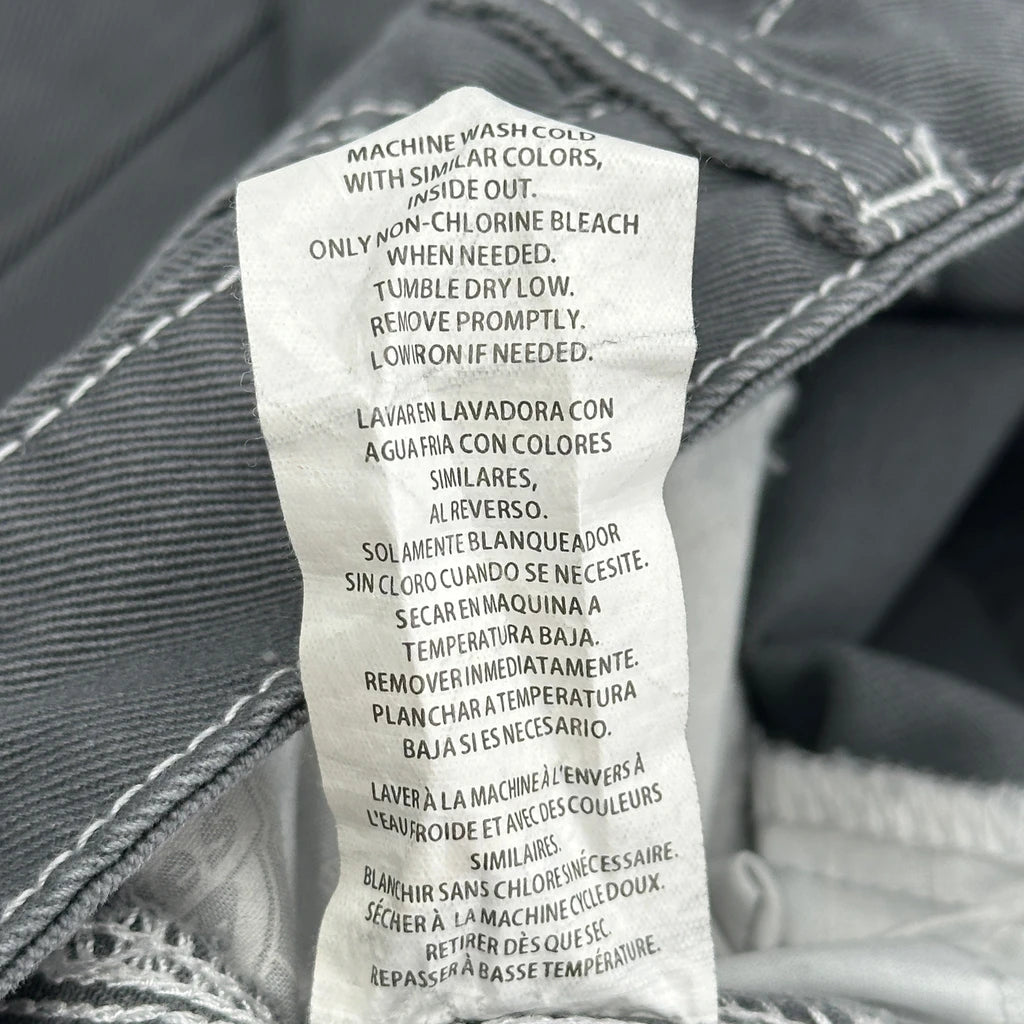 MACHINE WASH COLD
WITH SIMILAR COLORS,
INSIDE OUT.
ONLY NON-CHLORINE BLEACH
WHEN NEEDED.
TUMBLE DRY LOW.
REMOVE PROMPTLY.
LOW IRON IF NEEDED.
LAVAR EN LAVADORA CON
AGUA FRIA CON COLORES
SIMILARES,
AL REVERSO.
SOLAMENTE BLANQUEADOR
SIN CLORO CUANDO SE NECESITE.
SECAR EN MAQUINA A
TEMPERATURA BAJA.
REMOVER INMEDIATAMENTE.
PLANCHAR A TEMPERATURA
BAJA SI ES NECESARIO.
LAVER À LA MACHINE À L'ENVERS À
L'EAU FROIDE ET AVEC DES COULEURS
SIMILAIRES.
BLANCHIR SANS CHLORE SI NÉCESSAIRE.
SÉCHER À LA MACHINE CYCLE DOUX.
RETIRER DÈS QUE SEC.
REPASSER À BASSE TEMPÉRATURE.